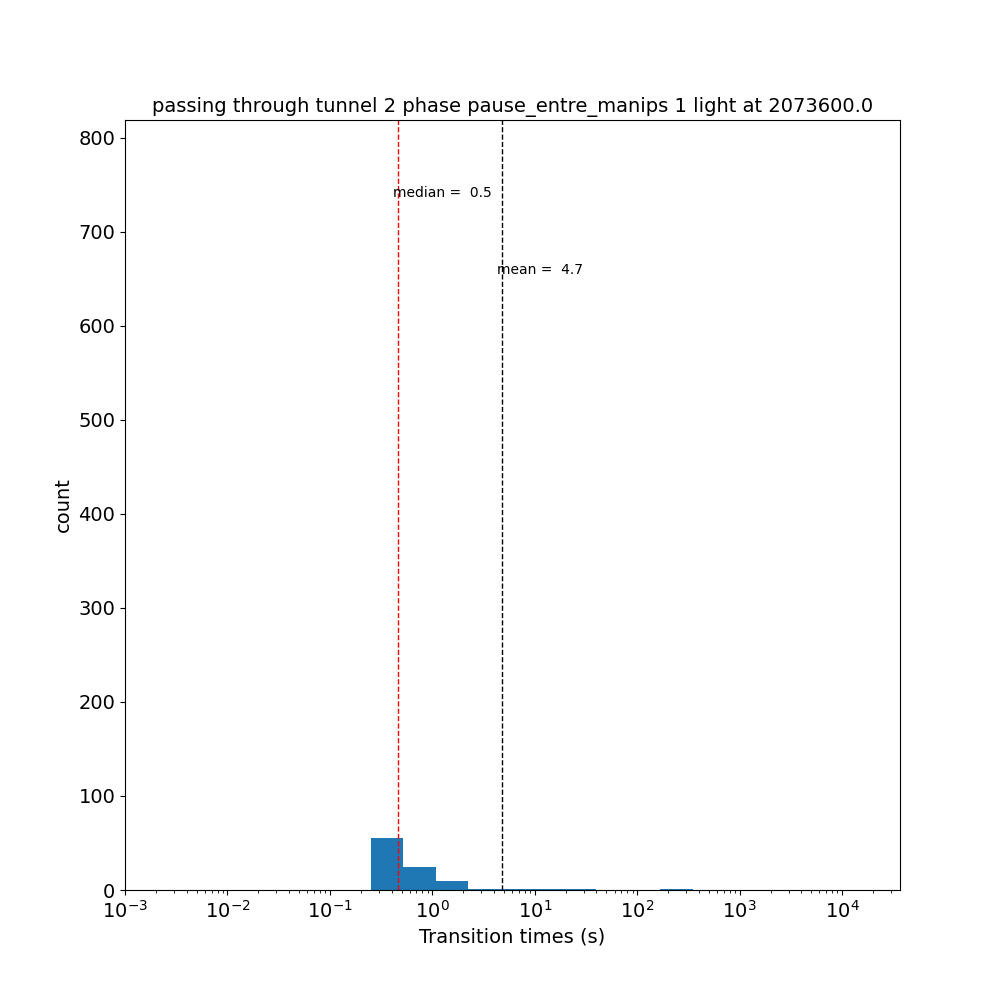 passing through tunnel 2 phase pause_entre_manips 1 light at 2073600.0
800
median =  0.5
700
mean =  4.7
600
500
count
400
300
200
100
0
10⁻³ 10⁻² 10⁻¹ 10⁰ 10¹ 10² 10³ 10⁴
Transition times (s)